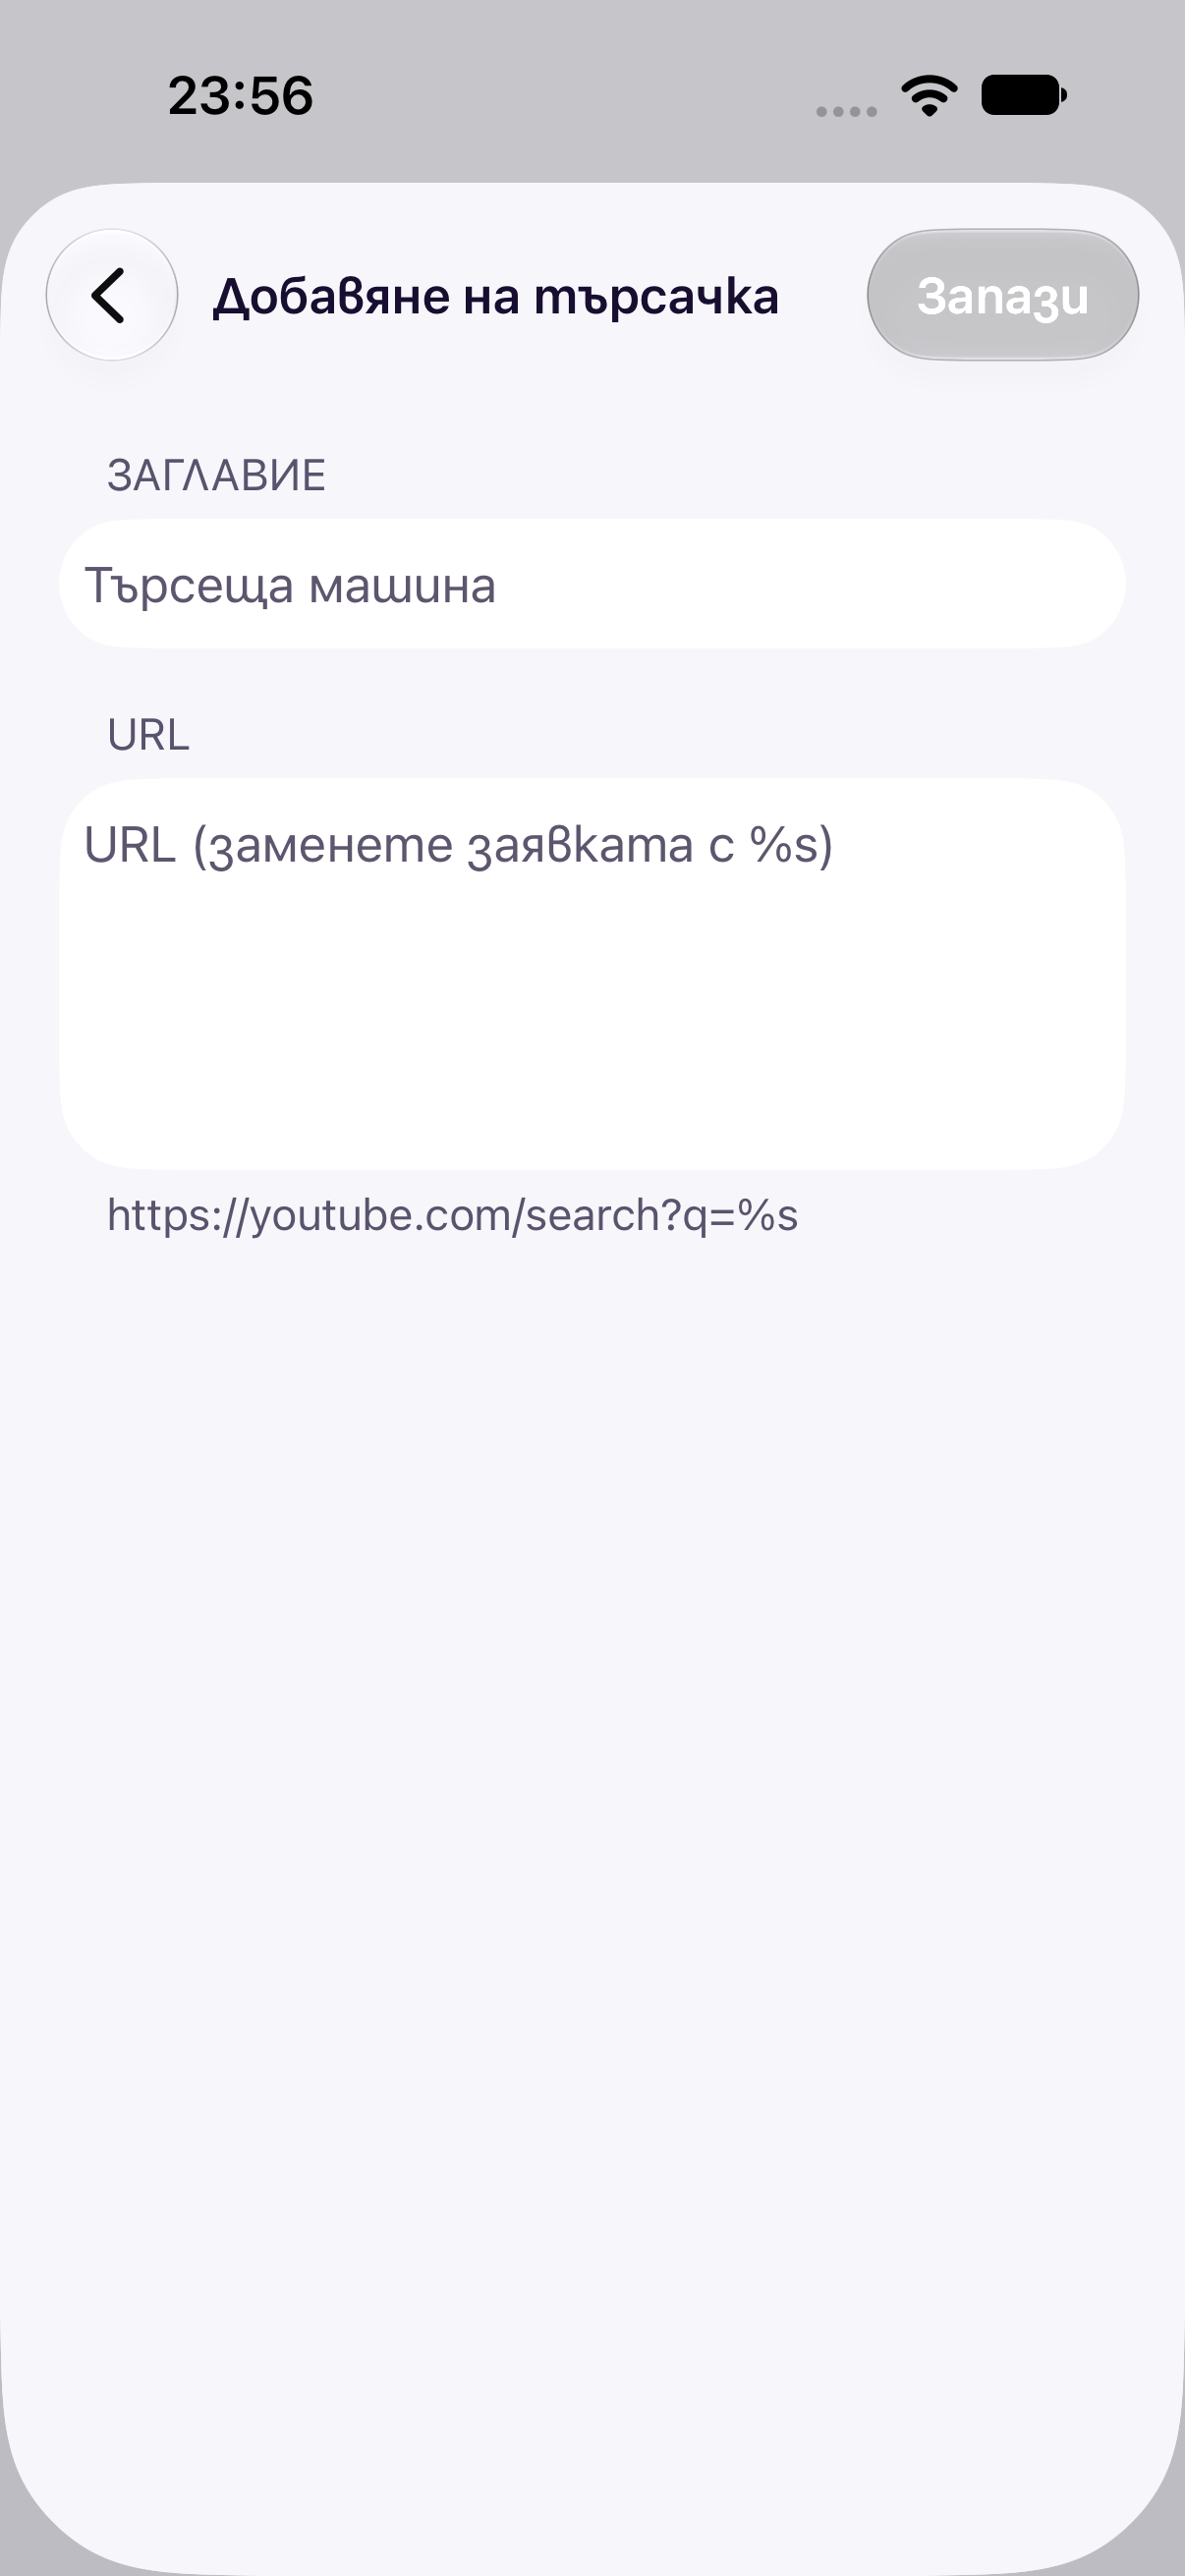 23:56
Добавяне на търсачка
Запази
ЗАГЛАВИЕ
Търсеща машина
URL
URL (заменете заявката с %s)
https://youtube.com/search?q=%s